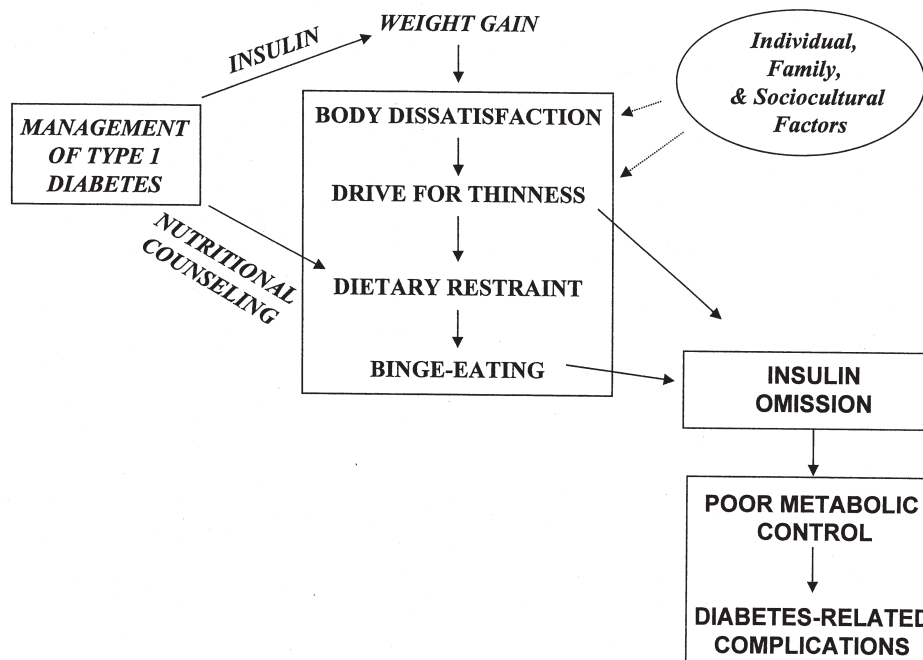 WEIGHT GAIN
INSULIN
Individual,
Family,
& Sociocultural
Factors
MANAGEMENT
OF TYPE 1
DIABETES
BODY DISSATISFACTION
DRIVE FOR THINNESS
NUTRITIONAL
COUNSELING
DIETARY RESTRAINT
BINGE-EATING
INSULIN
OMISSION
POOR METABOLIC
CONTROL
DIABETES-RELATED
COMPLICATIONS